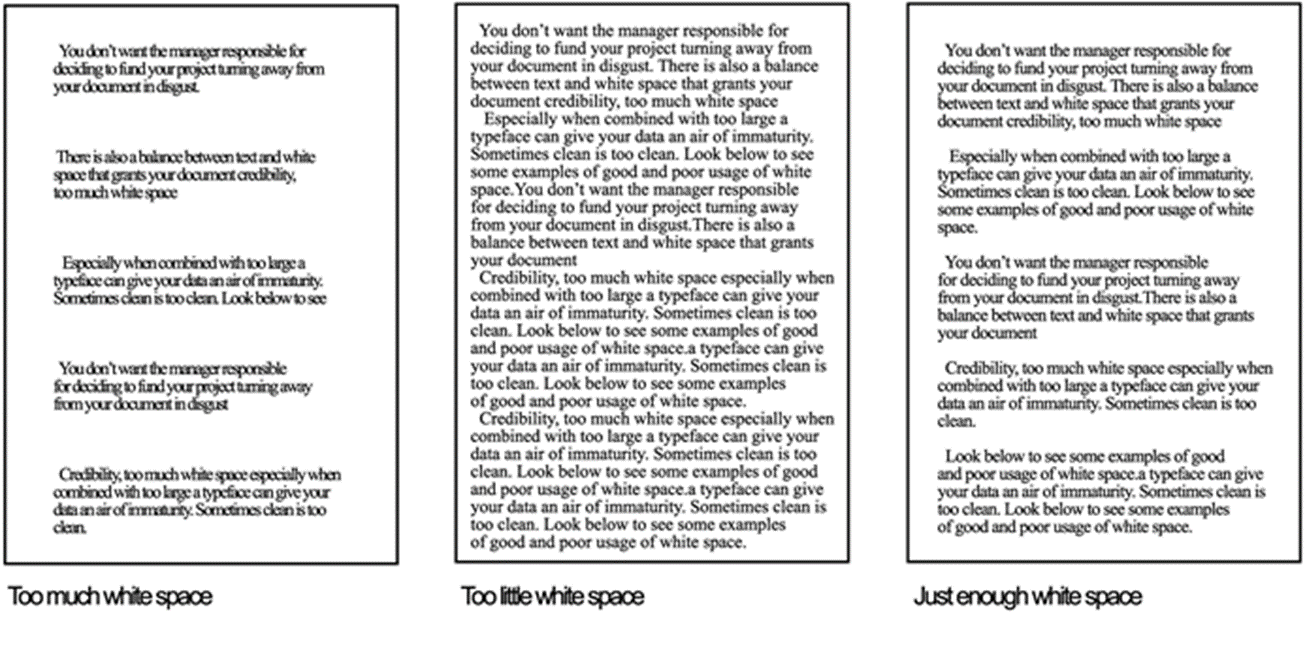 You don't want the manager responsible for
deciding to fund your project turning away from
your document in disgust.
There is also a balance between text and white
space that grants your document credibility,
too much white space
Especially when combined with too large a
typeface can give your data an air of immaturity.
Sometimes clean is too clean. Look below to see
You don't want the manager responsible
for deciding to fund your project turning away
from your document in disgust
Credibility, too much white space especially when
combined with too large a typeface can give your
data an air of immaturity. Sometimes clean is too
clean.
Too much white space
You don't want the manager responsible for
deciding to fund your project turning away from
your document in disgust. There is also a balance
between text and white space that grants your
document credibility, too much white space
Especially when combined with too large a
typeface can give your data an air of immaturity.
Sometimes clean is too clean. Look below to see
some examples of good and poor usage of white
space.You don't want the manager responsible
for deciding to fund your project turning away
from your document in disgust.There is also a
balance between text and white space that grants
your document
Credibility, too much white space especially when
combined with too large a typeface can give your
data an air of immaturity. Sometimes clean is too
clean. Look below to see some examples of good
and poor usage of white space.a typeface can give
your data an air of immaturity. Sometimes clean is
too clean. Look below to see some examples
of good and poor usage of white space.
Credibility, too much white space especially when
combined with too large a typeface can give your
data an air of immaturity. Sometimes clean is too
clean. Look below to see some examples of good
and poor usage of white space.a typeface can give
your data an air of immaturity. Sometimes clean is
too clean. Look below to see some examples
of good and poor usage of white space.
Too little white space
You don't want the manager responsible for
deciding to fund your project turning away from
your document in disgust. There is also a balance
between text and white space that grants your
document credibility, too much white space
Especially when combined with too large a
typeface can give your data an air of immaturity.
Sometimes clean is too clean. Look below to see
some examples of good and poor usage of white
space.
You don't want the manager responsible
for deciding to fund your project turning away
from your document in disgust.There is also a
balance between text and white space that grants
your document
Credibility, too much white space especially when
combined with too large a typeface can give your
data an air of immaturity. Sometimes clean is too
clean.
Look below to see some examples of good
and poor usage of white space.a typeface can give
your data an air of immaturity. Sometimes clean is
too clean. Look below to see some examples
of good and poor usage of white space.
Just enough white space